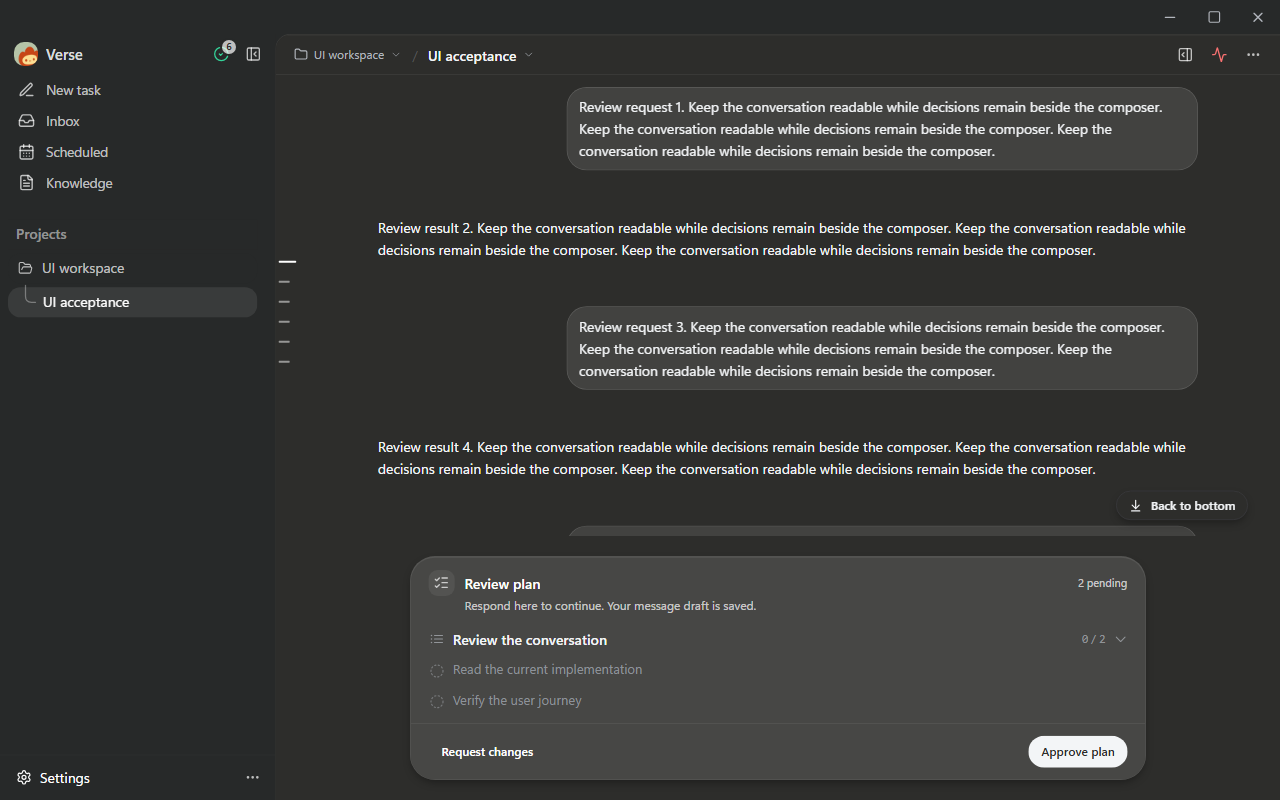 Verse
6
New task
Inbox
Scheduled
Knowledge
Projects
UI workspace
UI acceptance
Settings
UI workspace / UI acceptance
Review request 1. Keep the conversation readable while decisions remain beside the composer.
Keep the conversation readable while decisions remain beside the composer. Keep the
conversation readable while decisions remain beside the composer.
Review result 2. Keep the conversation readable while decisions remain beside the composer. Keep the conversation readable while
decisions remain beside the composer. Keep the conversation readable while decisions remain beside the composer.
Review request 3. Keep the conversation readable while decisions remain beside the composer.
Keep the conversation readable while decisions remain beside the composer. Keep the
conversation readable while decisions remain beside the composer.
Review result 4. Keep the conversation readable while decisions remain beside the composer. Keep the conversation readable while
decisions remain beside the composer. Keep the conversation readable while decisions remain beside the composer.
Back to bottom
Review plan
2 pending
Respond here to continue. Your message draft is saved.
Review the conversation
0 / 2
Read the current implementation
Verify the user journey
Request changes
Approve plan